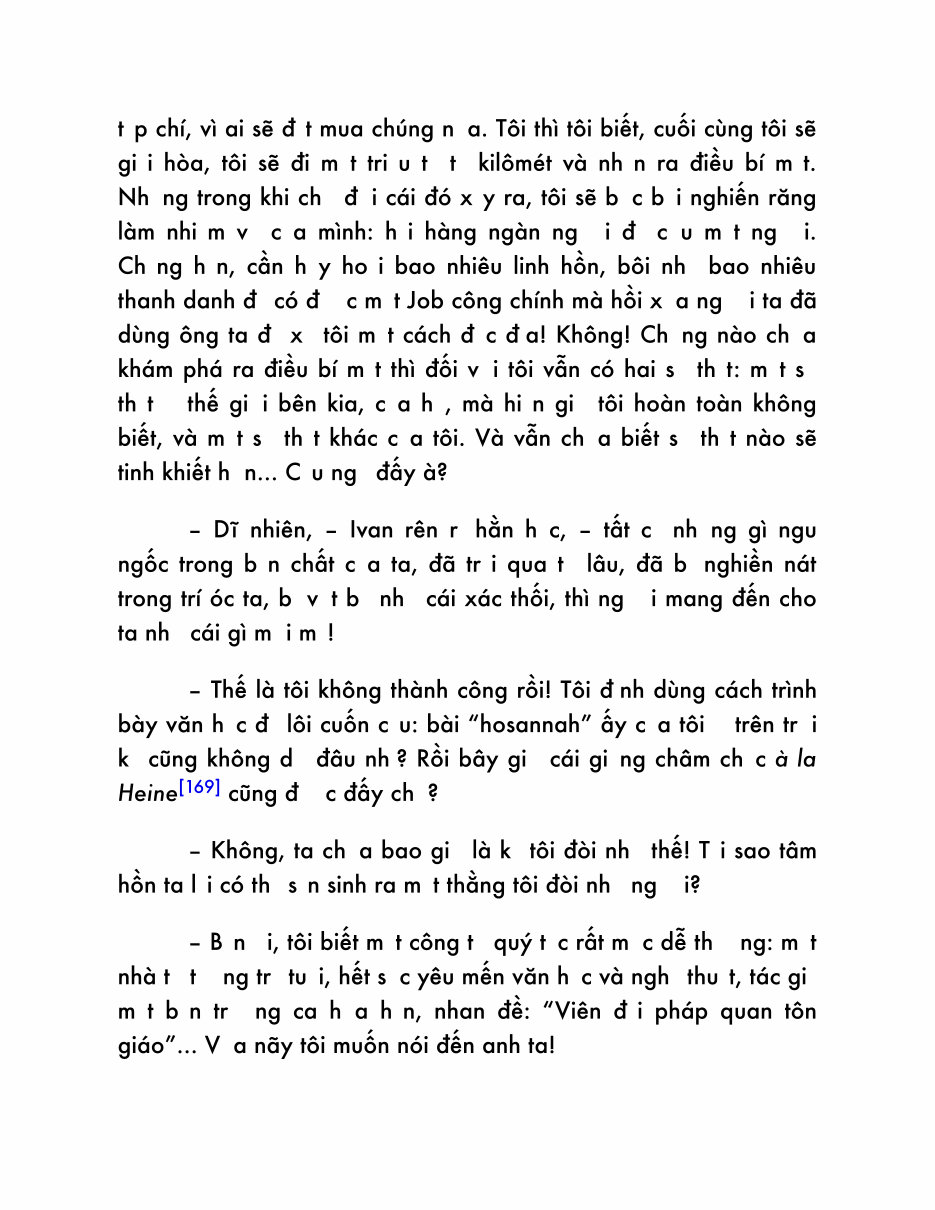 t p chí, vì ai sẽ đ t mua chúng n a. Tôi thì tôi biết, cuối cùng tôi sẽ
gi i hòa, tôi sẽ đi m t tri u t t kilômét và nh n ra điều bí m t.
Nh ng trong khi ch đ i cái đó x y ra, tôi sẽ b c b i nghiến răng
làm nhi m v c a mình: h i hàng ngàn ng i đ c u m t ng i.
Ch ng h n, cần h y ho i bao nhiêu linh hồn, bôi nh bao nhiêu
thanh danh đ có đ c m t Job công chính mà hồi x a ng i ta đã
dùng ông ta đ x tôi m t cách đ c đ a! Không! Ch ng nào ch a
khám phá ra điều bí m t thì đối v i tôi vẫn có hai s th t: m t s
th t thế gi i bên kia, c a h , mà hi n gi tôi hoàn toàn không
biết, và m t s th t khác c a tôi. Và vẫn ch a biết s th t nào sẽ
tinh khiết h n... C u ng đấy à?
– Dĩ nhiên, – Ivan rên r hằn h c, – tất c nh ng gì ngu
ngốc trong b n chất c a ta, đã tr i qua t lâu, đã b nghiền nát
trong trí óc ta, b v t b nh cái xác thối, thì ng i mang đến cho
ta nh cái gì m i m !
– Thế là tôi không thành công rồi! Tôi đ nh dùng cách trình
bày văn h c đ lôi cuốn c u: bài “hosannah” ấy c a tôi trên tr i
k cũng không d đâu nh ? Rồi bây gi cái gi ng châm ch c à la
Heine[169] cũng đ c đấy ch ?
– Không, ta ch a bao gi là k tôi đòi nh thế! T i sao tâm
hồn ta l i có th s n sinh ra m t thằng tôi đòi nh ng i?
– B n i, tôi biết m t công t quý t c rất m c dễ th ng: m t
nhà t t ng tr tu i, hết s c yêu mến văn h c và ngh thu t, tác gi
m t b n tr ng ca h a h n, nhan đề: “Viên đ i pháp quan tôn
giáo”... V a nãy tôi muốn nói đến anh ta!